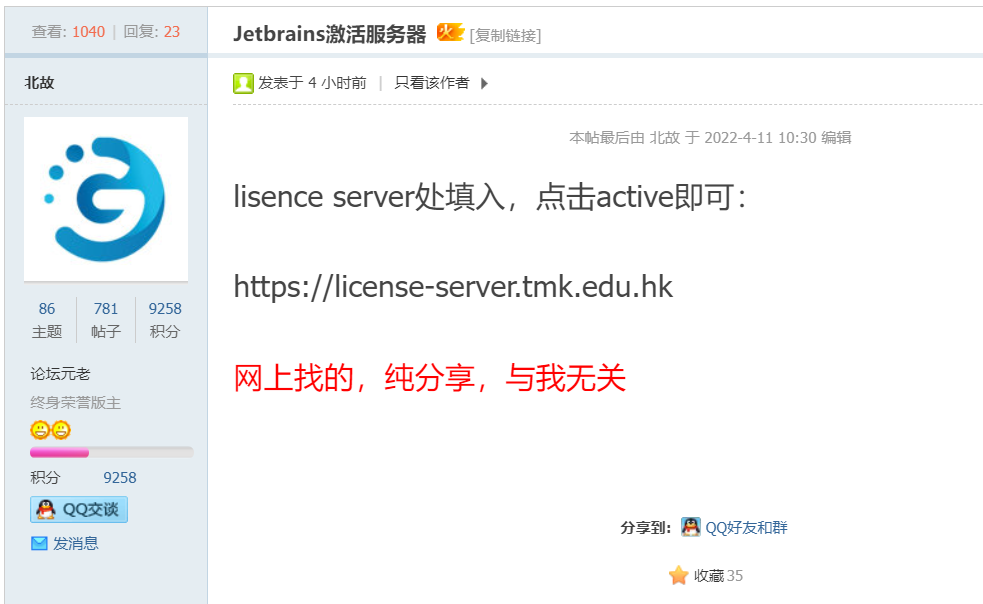 查看: 1040 | 回复: 23
Jetbrains激活服务器 [复制链接]
北故
发表于 4 小时前 | 只看该作者
本帖最后由 北故 于 2022-4-11 10:30 编辑
lisence server处填入，点击active即可：
https://license-server.tmk.edu.hk
网上找的，纯分享，与我无关
86 781 9258
主题 帖子 积分
论坛元老
终身荣誉版主
积分 9258
QQ交谈
发消息
分享到: QQ好友和群
收藏 35